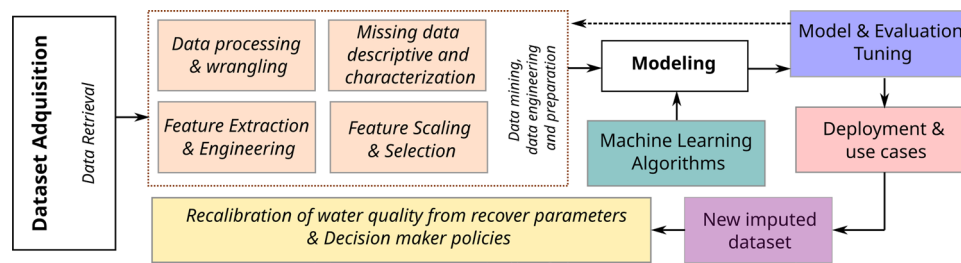 Dataset Adquisition
Data Retrieval
Data processing
& wrangling
Missing data
descriptive and
characterization
Feature Extraction
& Engineering
Feature Scaling
& Selection
Data mining,
data engineering
and preparation
Modeling
Machine Learning
Algorithms
Model & Evaluation
Tuning
Deployment &
use cases
New imputed
dataset
Recalibration of water quality from recover parameters
& Decision maker policies